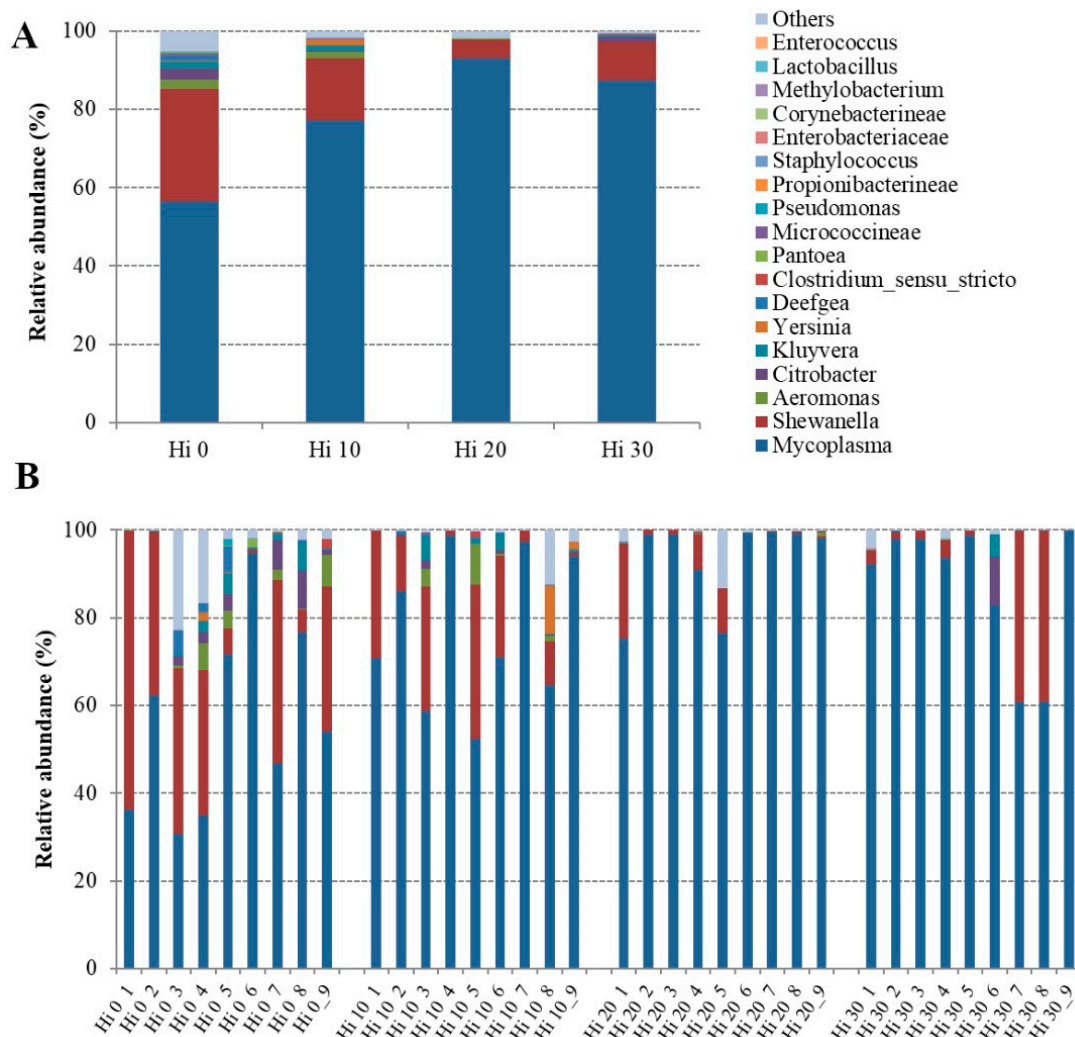 A
Relative abundance (%)
100
80
60
40
20
0
Hi 0
Hi 10
Hi 20
Hi 30
Others
Enterococcus
Lactobacillus
Methylobacterium
Corynebacterineae
Enterobacteriaceae
Staphylococcus
Propionibacterineae
Pseudomonas
Micrococcineae
Pantoea
Clostridium_sensu_stricto
Deefgea
Yersinia
Kluyvera
Citrobacter
Aeromonas
Shewanella
Mycoplasma
B
Relative abundance (%)
100
80
60
40
20
0
Hi 0_1
Hi 0_2
Hi 0_3
Hi 0_4
Hi 0_5
Hi 0_6
Hi 0_7
Hi 0_8
Hi 0_9
Hi 10_1
Hi 10_2
Hi 10_3
Hi 10_4
Hi 10_5
Hi 10_6
Hi 10_7
Hi 10_8
Hi 10_9
Hi 20_1
Hi 20_2
Hi 20_3
Hi 20_4
Hi 20_5
Hi 20_6
Hi 20_7
Hi 20_8
Hi 20_9
Hi 30_1
Hi 30_2
Hi 30_3
Hi 30_4
Hi 30_5
Hi 30_6
Hi 30_7
Hi 30_8
Hi 30_9